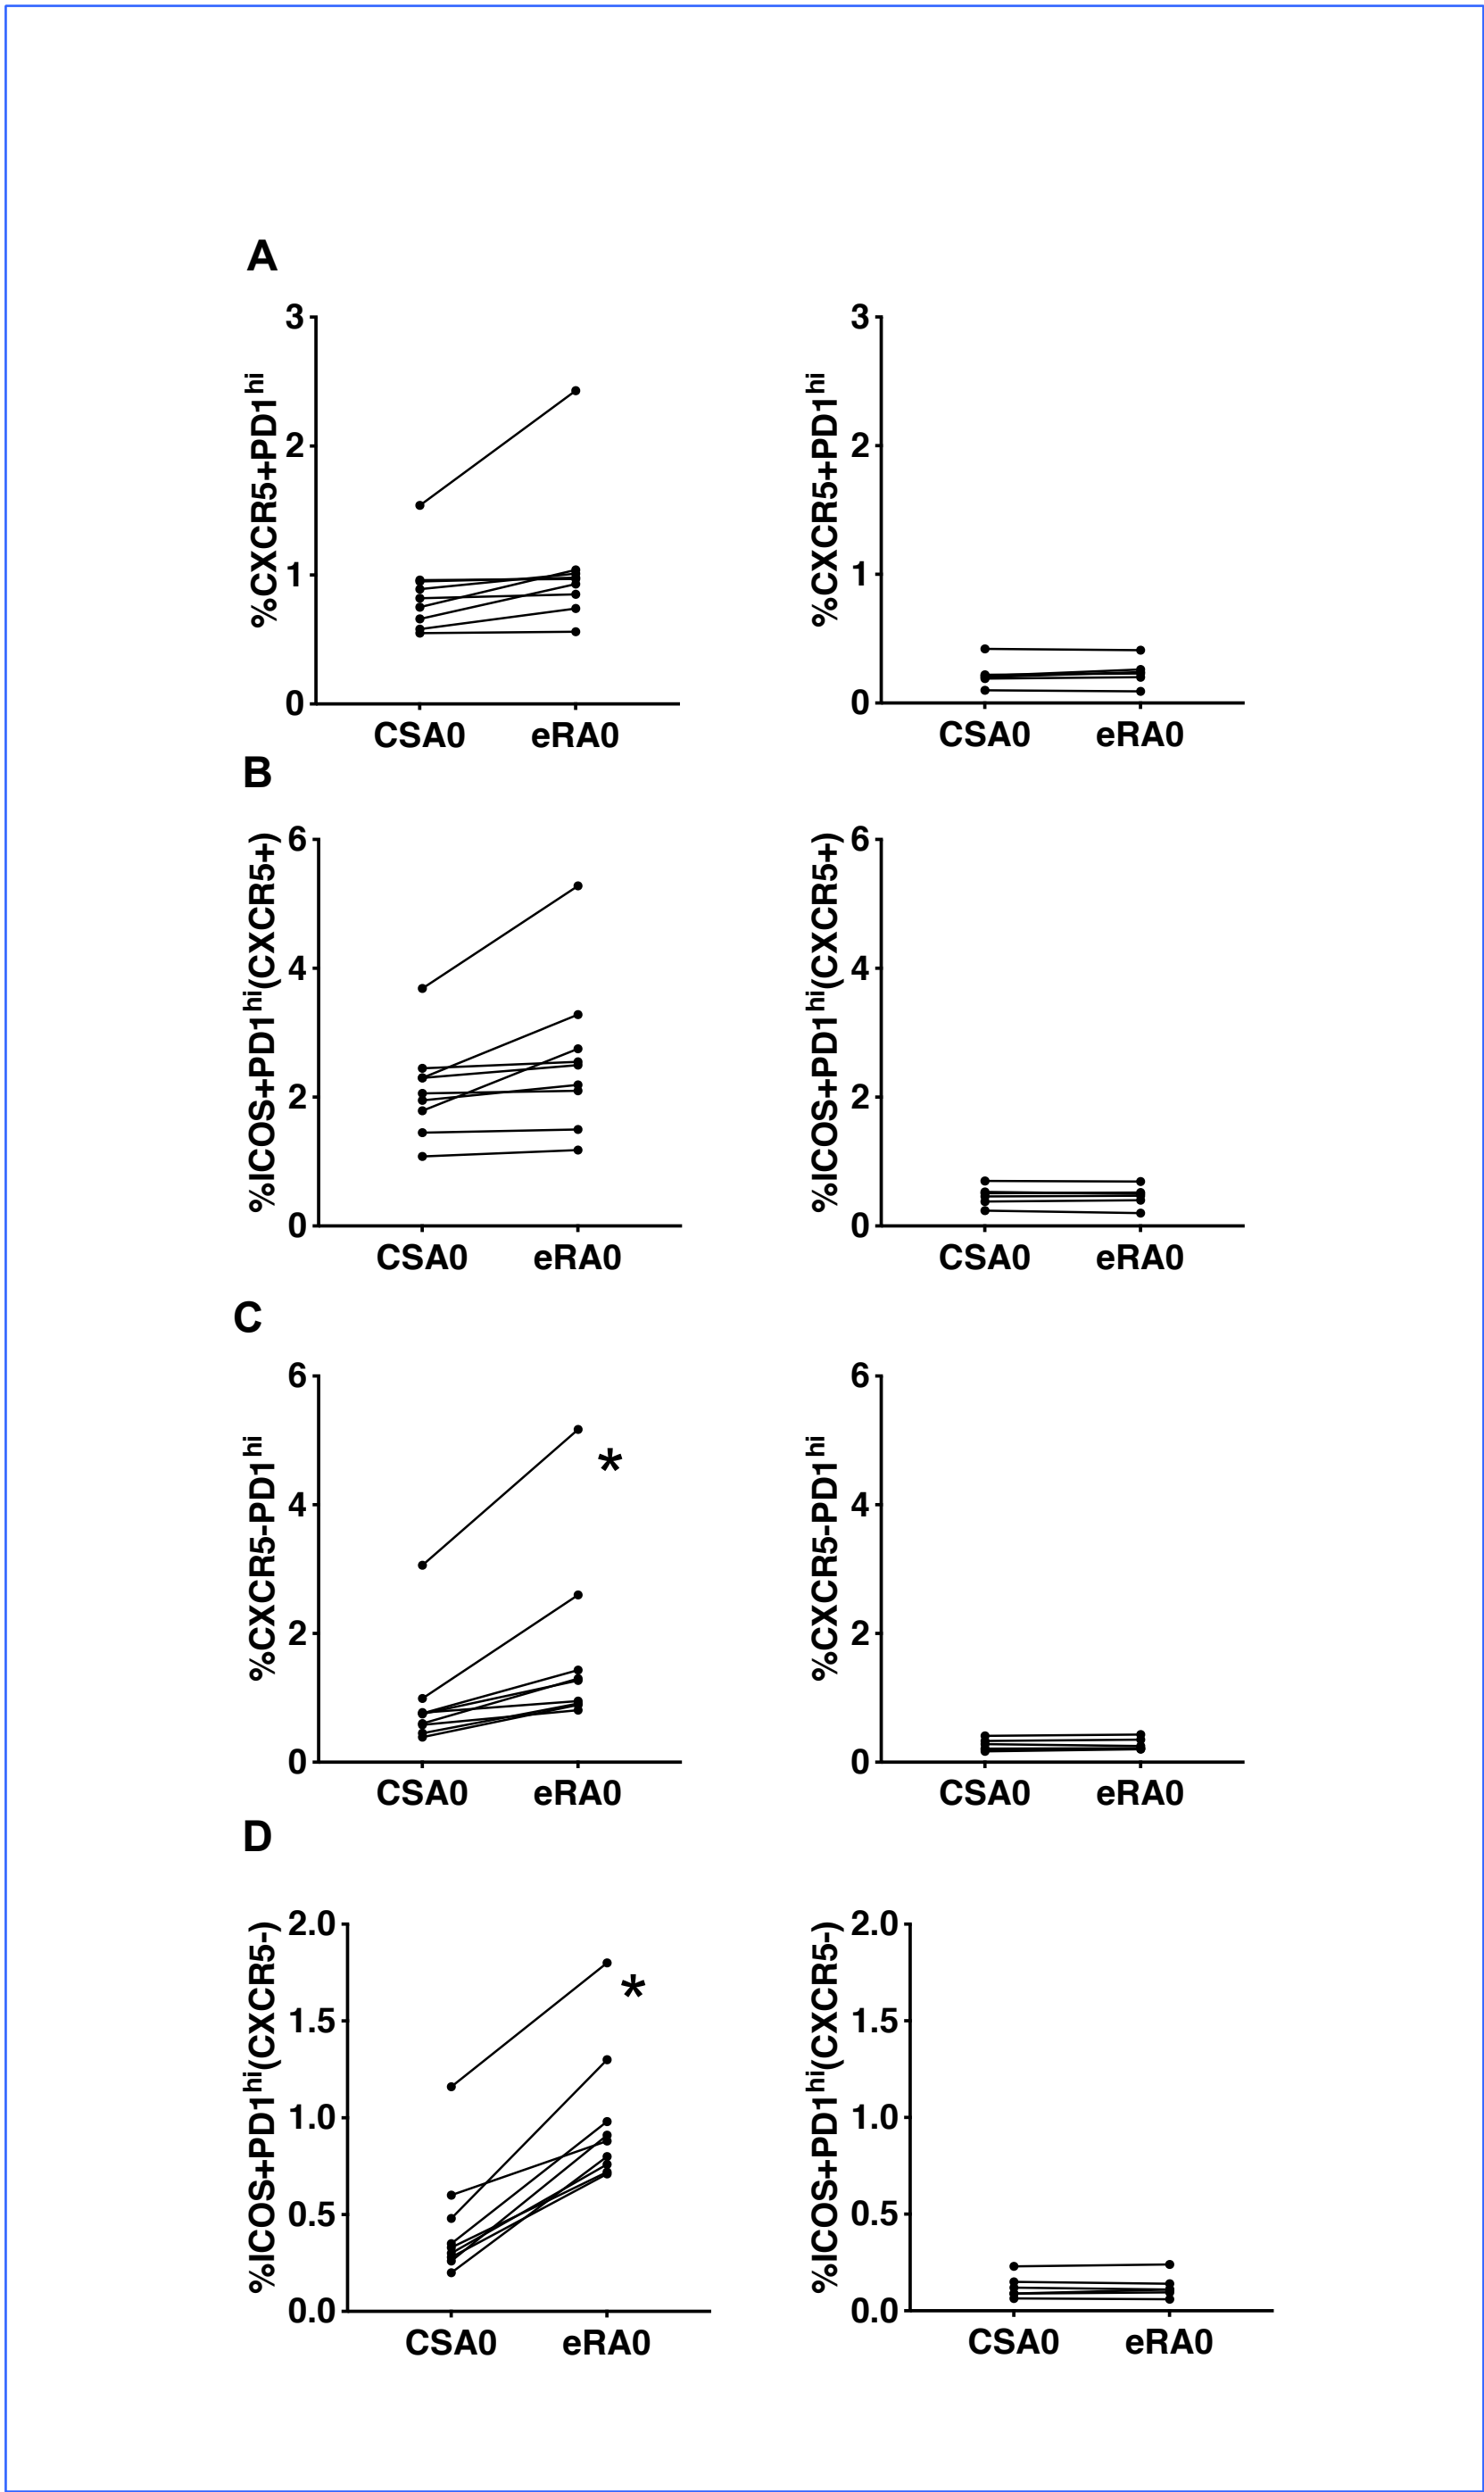 A
%CXCR5+PD1hi
3
2
1
0
CSA0 eRA0
%CXCR5+PD1hi
3
2
1
0
CSA0 eRA0
B
%ICOS+PD1hi(CXCR5+)
6
4
2
0
CSA0 eRA0
%ICOS+PD1hi(CXCR5+)
6
4
2
0
CSA0 eRA0
C
%CXCR5-PD1hi
6
4
2
0
*
CSA0 eRA0
%CXCR5-PD1hi
6
4
2
0
CSA0 eRA0
D
%ICOS+PD1hi(CXCR5-)
2.0
1.5
1.0
0.5
0.0
*
CSA0 eRA0
%ICOS+PD1hi(CXCR5-)
2.0
1.5
1.0
0.5
0.0
CSA0 eRA0